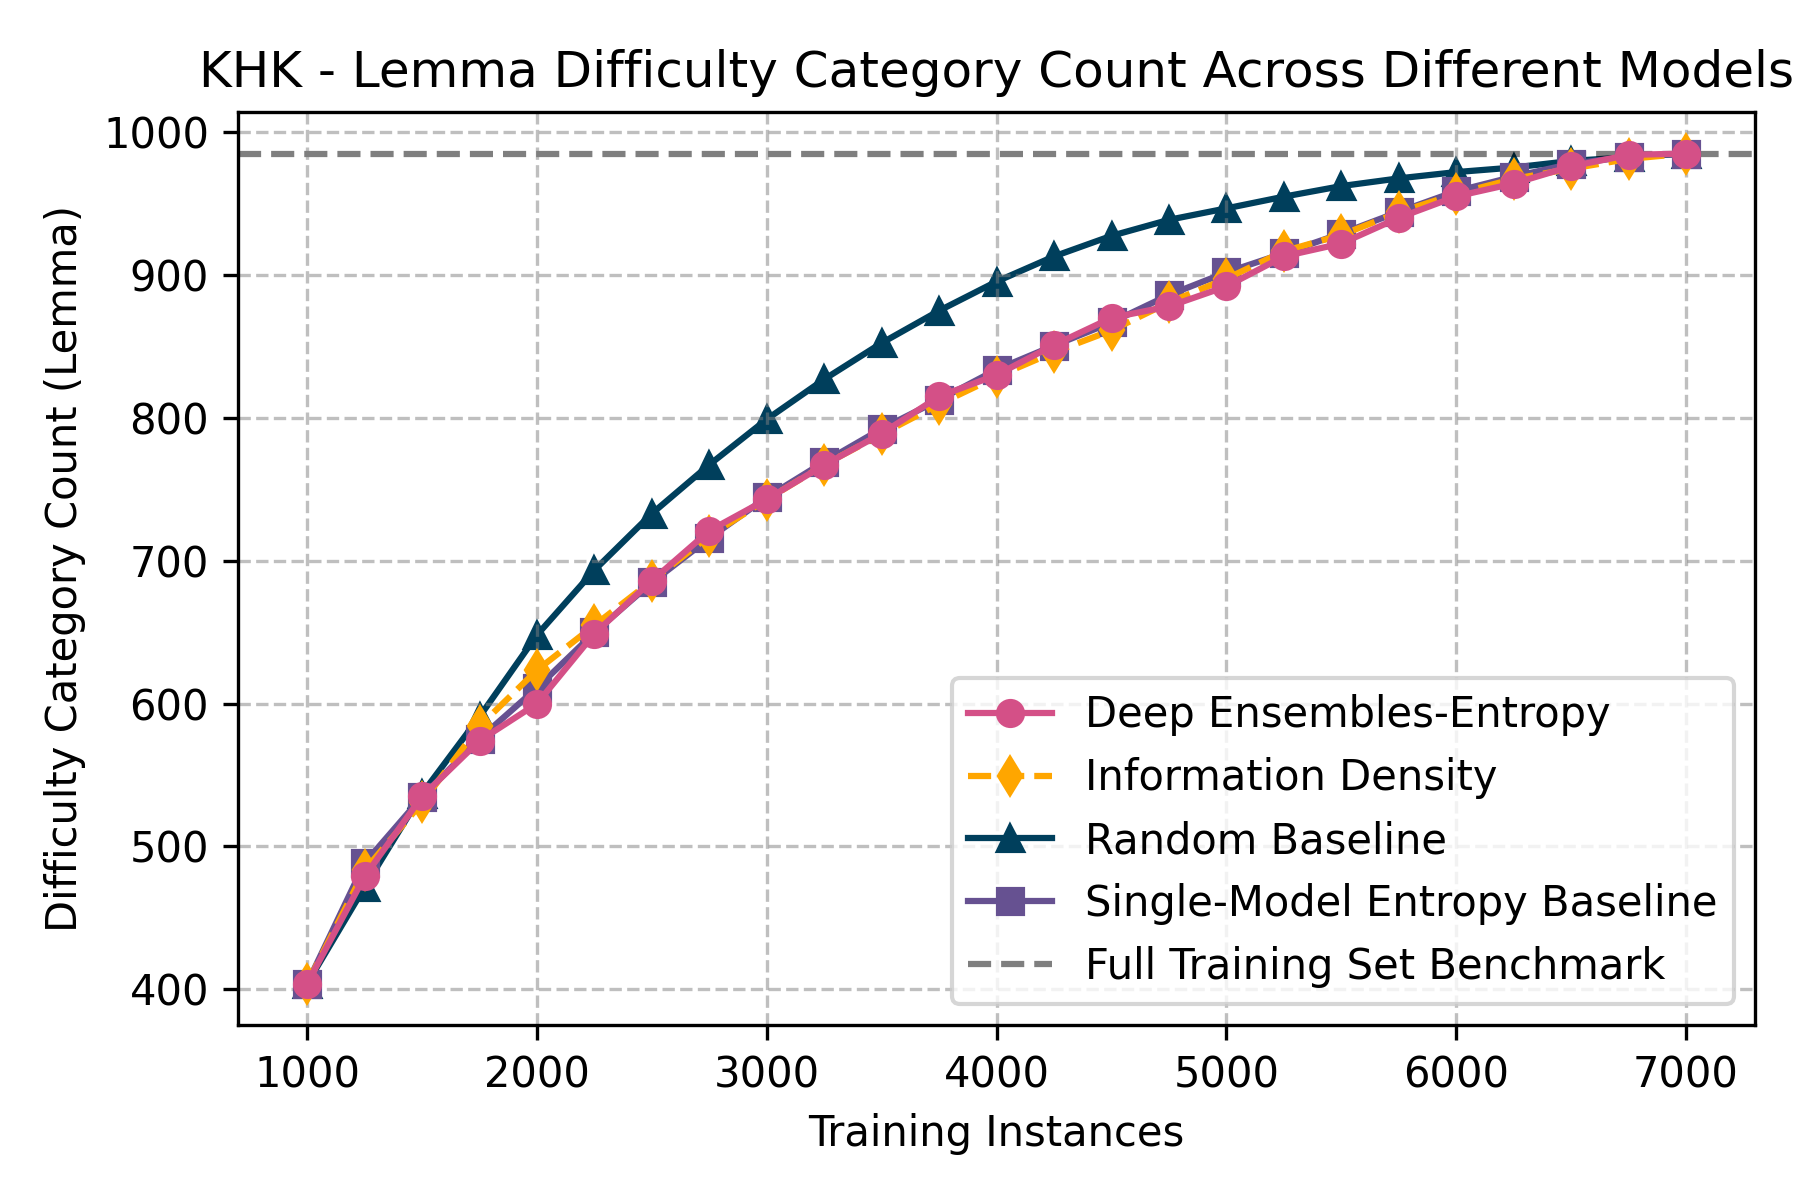 KHK - Lemma Difficulty Category Count Across Different Models
Difficulty Category Count (Lemma)
1000
900
800
700
600
500
400
Deep Ensembles-Entropy
Information Density
Random Baseline
Single-Model Entropy Baseline
Full Training Set Benchmark
1000 2000 3000 4000 5000 6000 7000
Training Instances